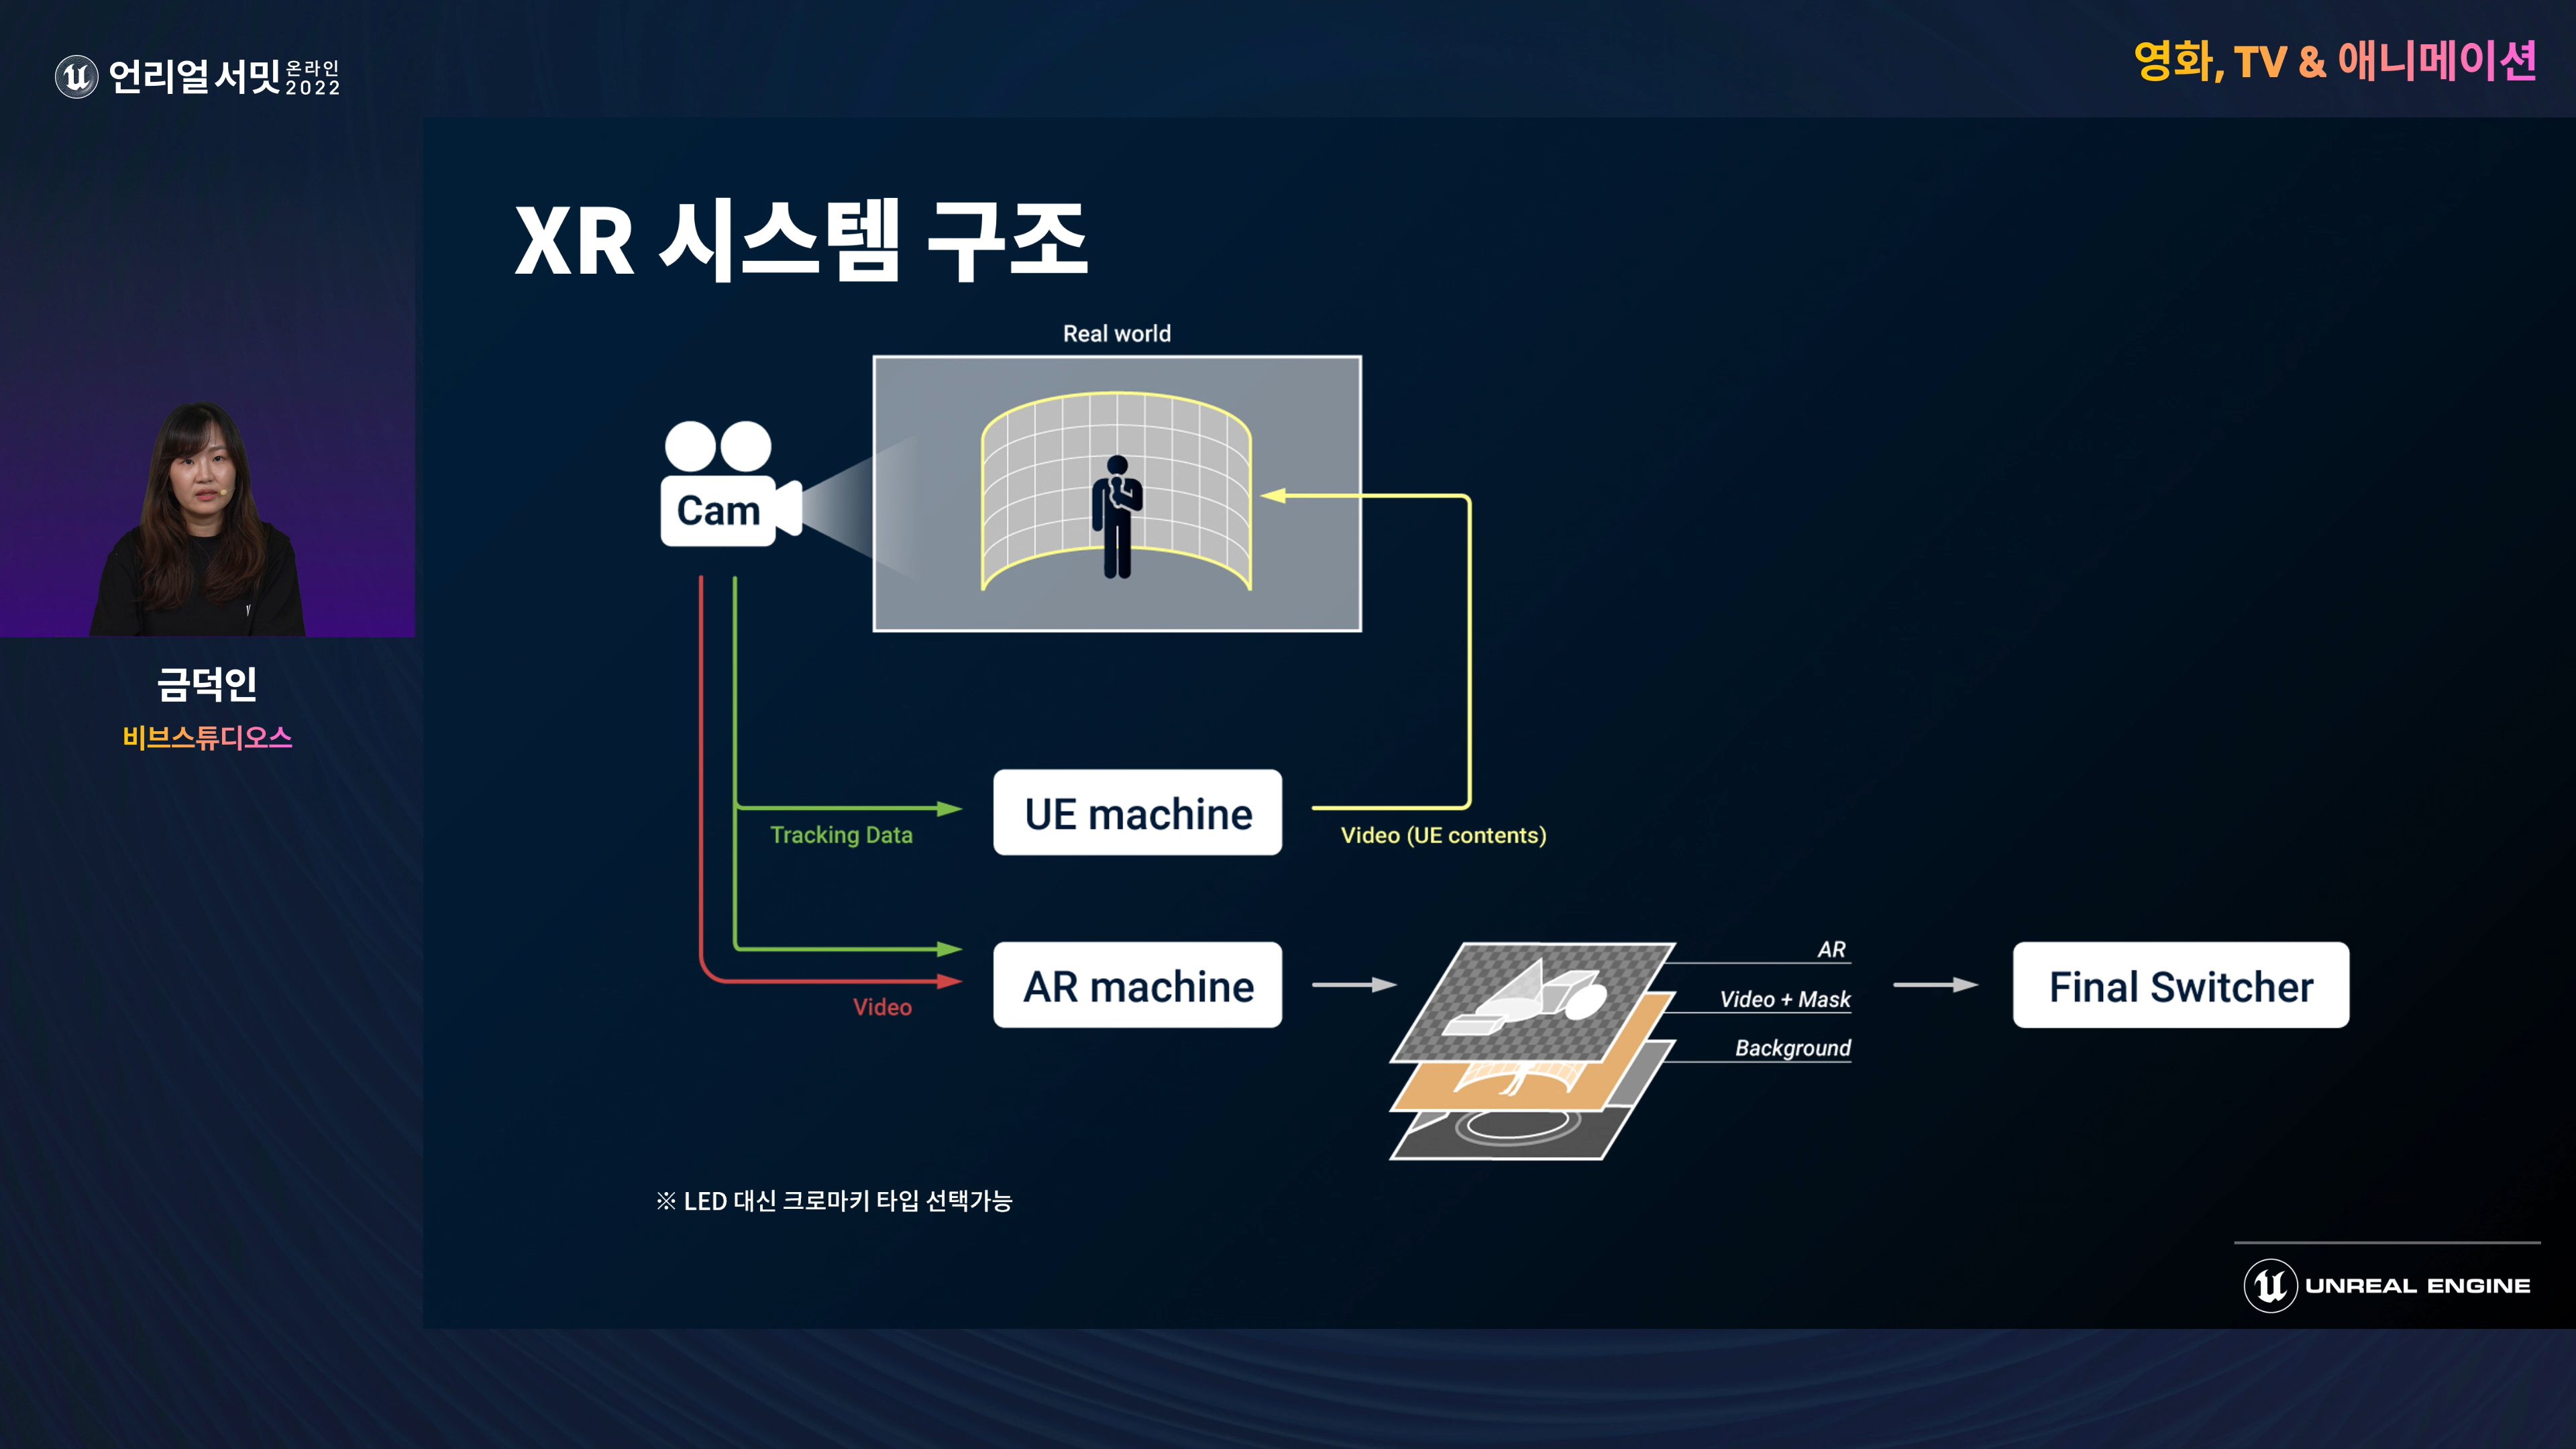 언리얼 서밋 온라인 2022
영화, TV & 애니메이션
금덕인
비브스튜디오스
XR 시스템 구조
Real world
Cam
UE machine
Tracking Data
Video (UE contents)
AR machine
Video
AR
Video + Mask
Background
Final Switcher
※ LED 대신 크로마키 타입 선택가능
UNREAL ENGINE